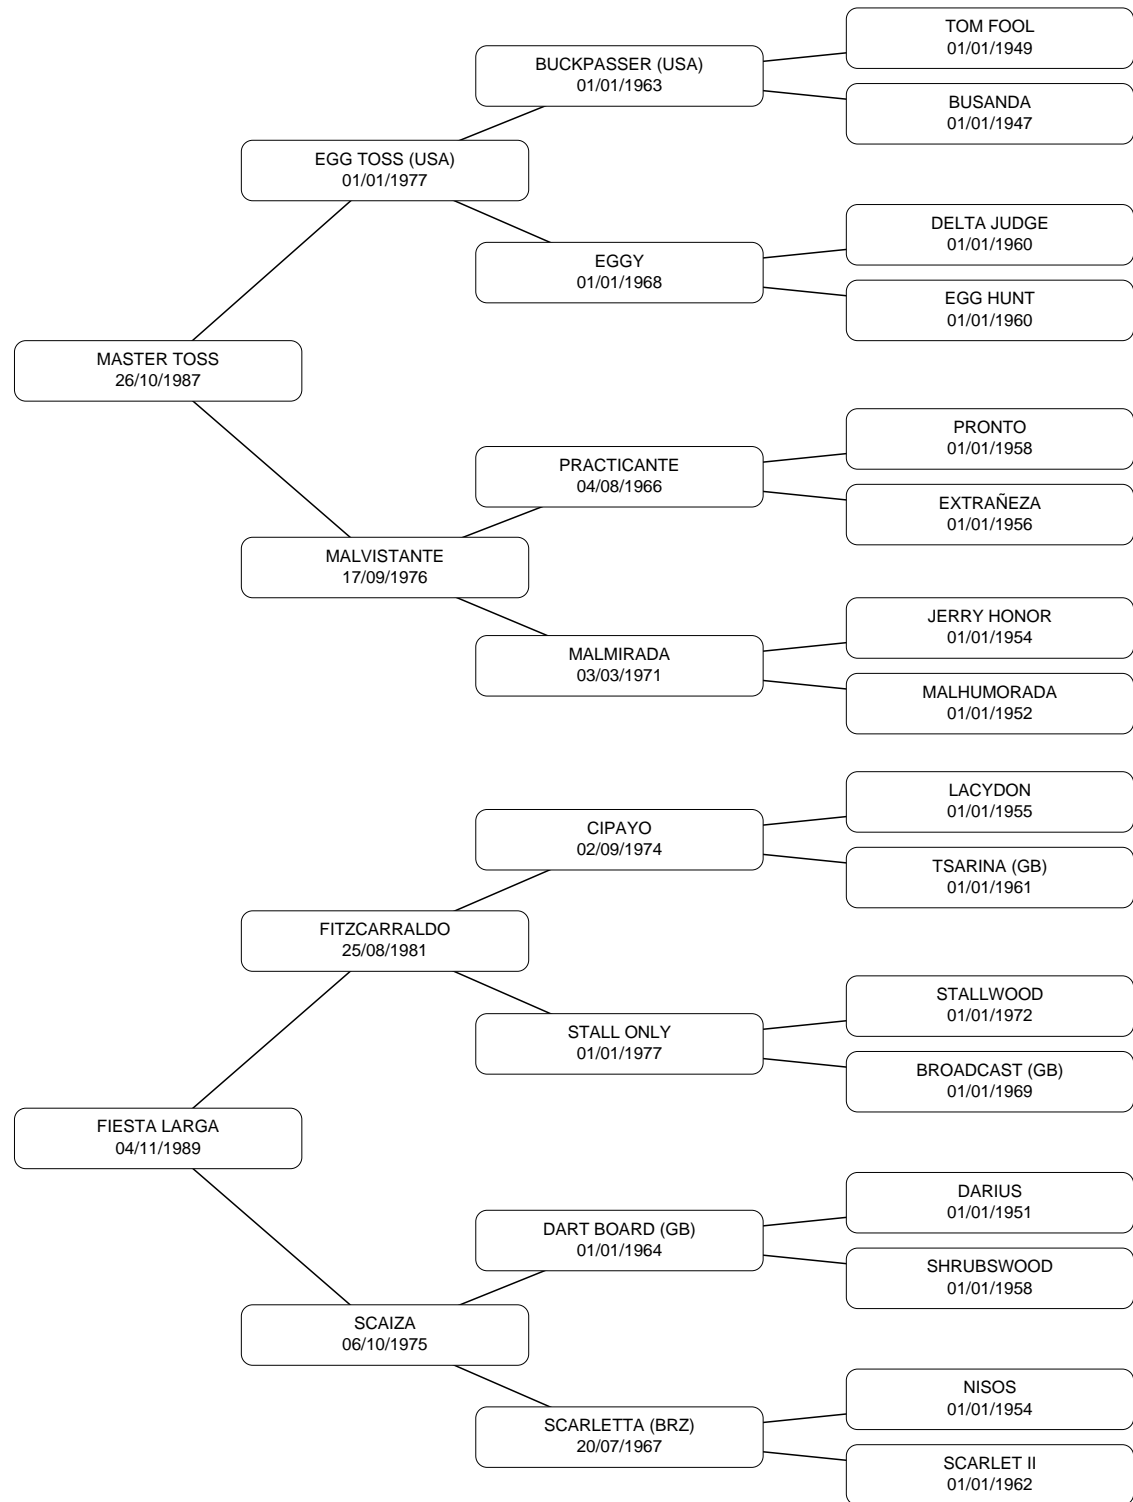 TOM FOOL
01/01/1949
BUCKPASSER (USA)
01/01/1963
BUSANDA
01/01/1947
EGG TOSS (USA)
01/01/1977
DELTA JUDGE
01/01/1960
EGGY
01/01/1968
EGG HUNT
01/01/1960
MASTER TOSS
26/10/1987
PRONTO
01/01/1958
PRACTICANTE
04/08/1966
EXTRAÑEZA
01/01/1956
MALVISTANTE
17/09/1976
JERRY HONOR
01/01/1954
MALMIRADA
03/03/1971
MALHUMORADA
01/01/1952
LACYDON
01/01/1955
CIPAYO
02/09/1974
TSARINA (GB)
01/01/1961
FITZCARRALDO
25/08/1981
STALLWOOD
01/01/1972
STALL ONLY
01/01/1977
BROADCAST (GB)
01/01/1969
FIESTA LARGA
04/11/1989
DARIUS
01/01/1951
DART BOARD (GB)
01/01/1964
SHRUBSWOOD
01/01/1958
SCAIZA
06/10/1975
NISOS
01/01/1954
SCARLETTA (BRZ)
20/07/1967
SCARLET II
01/01/1962